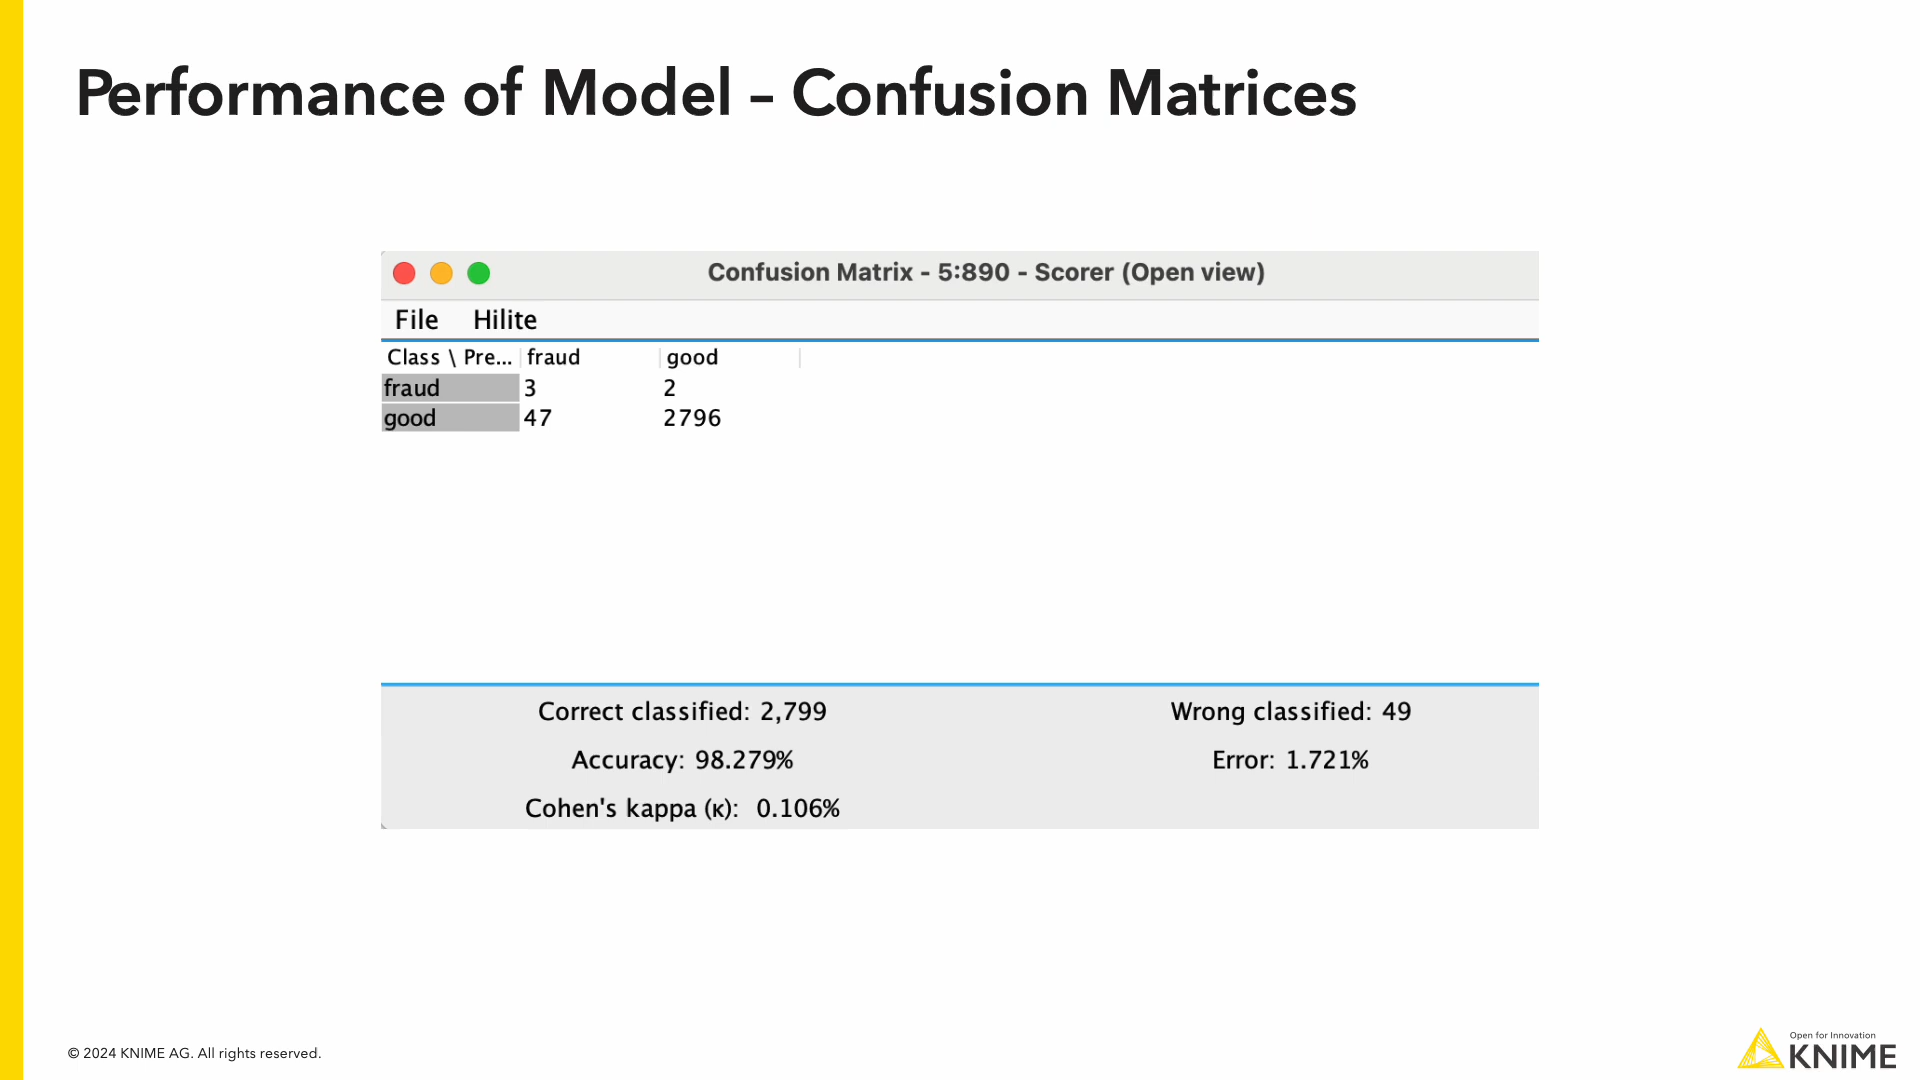 Performance of Model – Confusion Matrices
Confusion Matrix - 5:890 - Scorer (Open view)
File Hilite
Class \ Pre... fraud good
fraud 3 2
good 47 2796
Correct classified: 2,799 Wrong classified: 49
Accuracy: 98.279% Error: 1.721%
Cohen's kappa (κ): 0.106%
© 2024 KNIME AG. All rights reserved.
Open for Innovation
KNIME